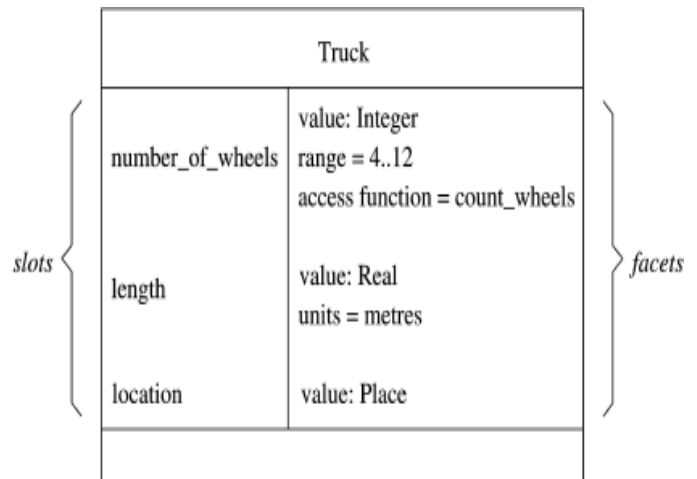 Truck
value: Integer
number_of_wheels
range = 4..12
access function = count_wheels
slots
facets
length
value: Real
units = metres
location
value: Place